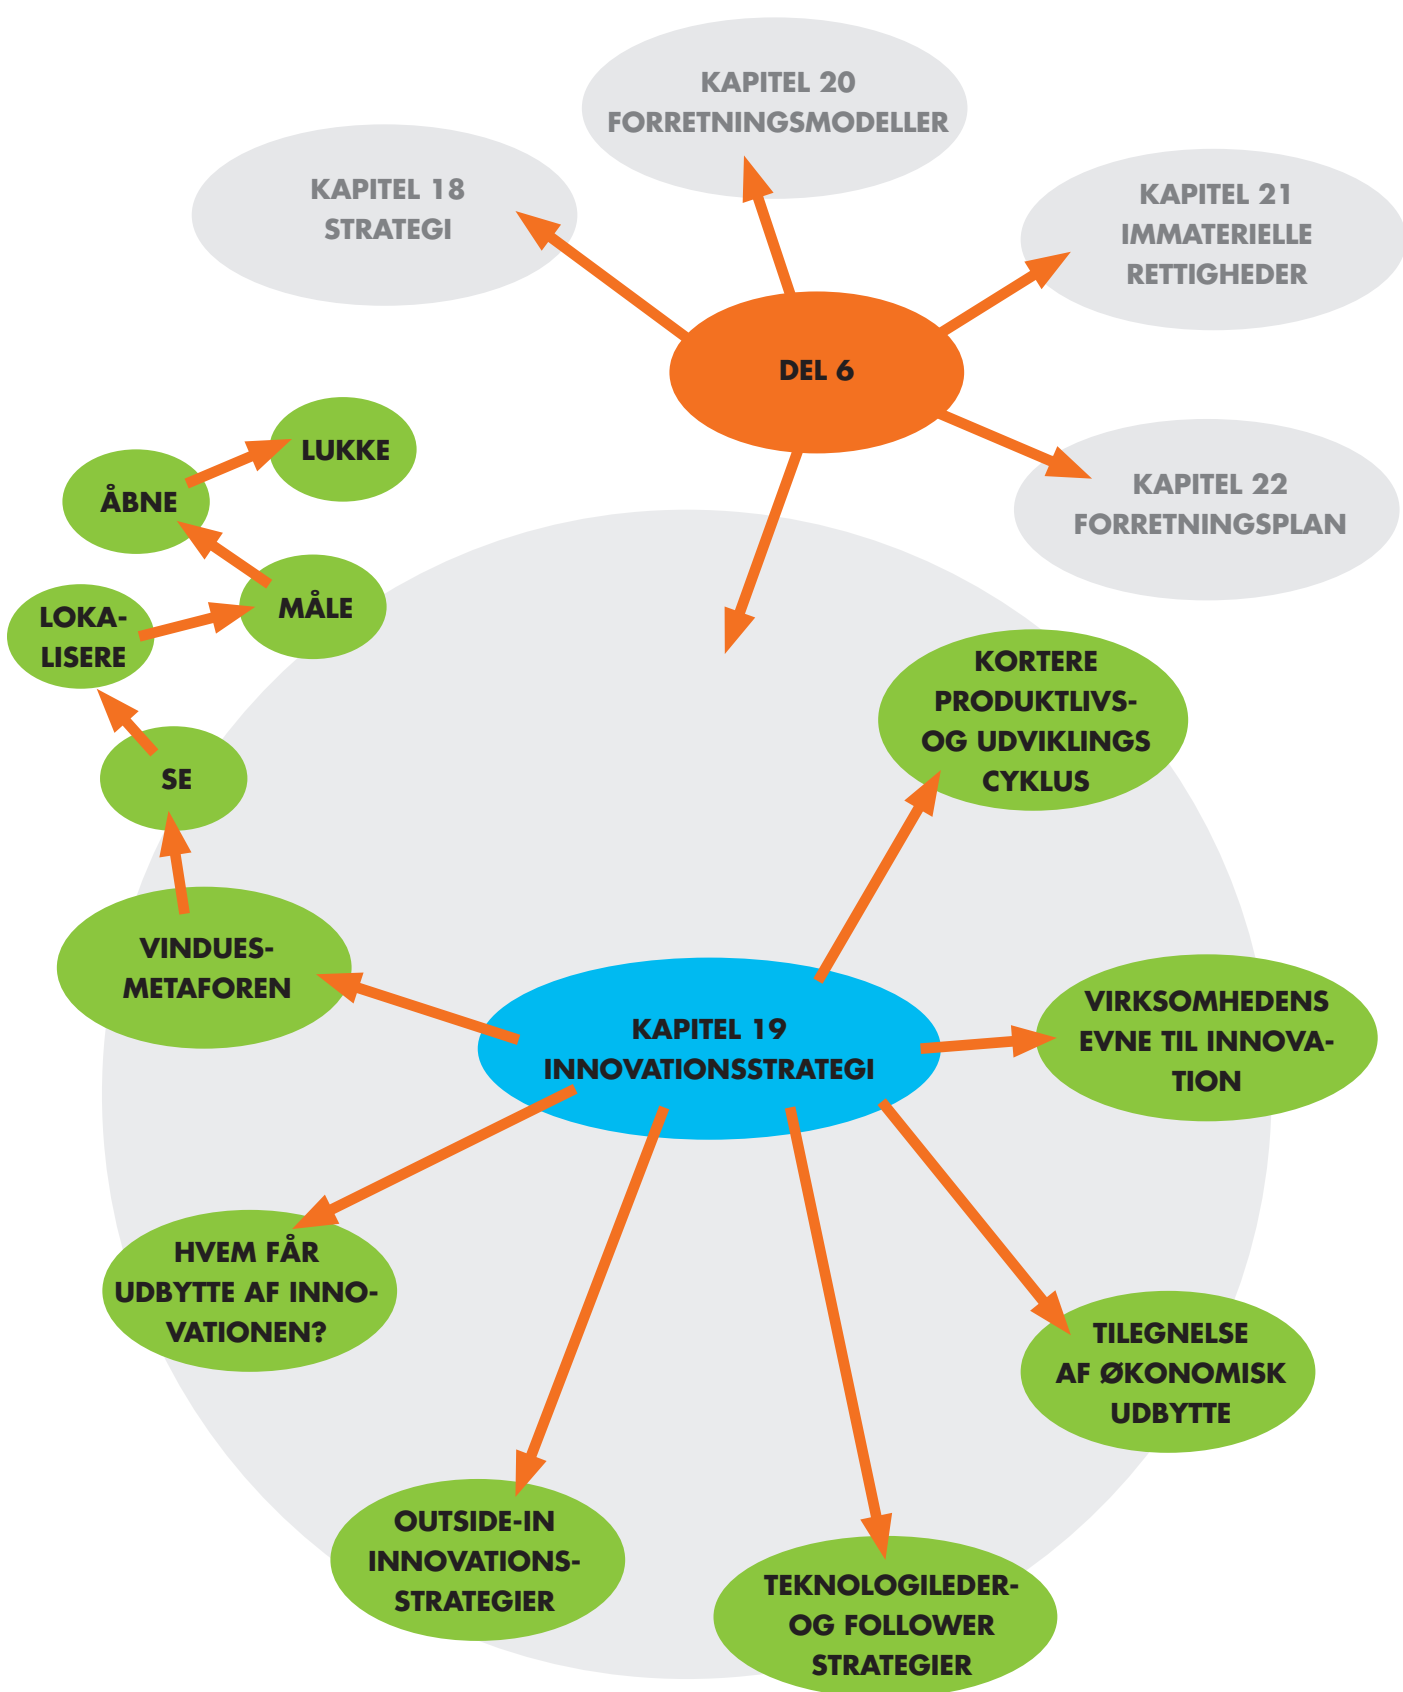 KAPITEL 20
FORRETNINGSMODELLER
KAPITEL 18
STRATEGI
KAPITEL 21
IMMATERIELLE
RETTIGHEDER
DEL 6
KAPITEL 22
FORRETNINGSPLAN
LUKKE
ÅBNE
MÅLE
LOKA-
LISERE
SE
VINDUES-
METAFOREN
KORTERE
PRODUKTLIVS-
OG UDVIKLINGS
CYKLUS
KAPITEL 19
INNOVATIONSSTRATEGI
VIRKSOMHEDENS
EVNE TIL INNOVA-
TION
HVEM FÅR
UDBYTTE AF INNO-
VATIONEN?
TILEGNELSE
AF ØKONOMISK
UDBYTTE
OUTSIDE-IN
INNOVATIONS-
STRATEGIER
TEKNOLOGILEDER-
OG FOLLOWER
STRATEGIER